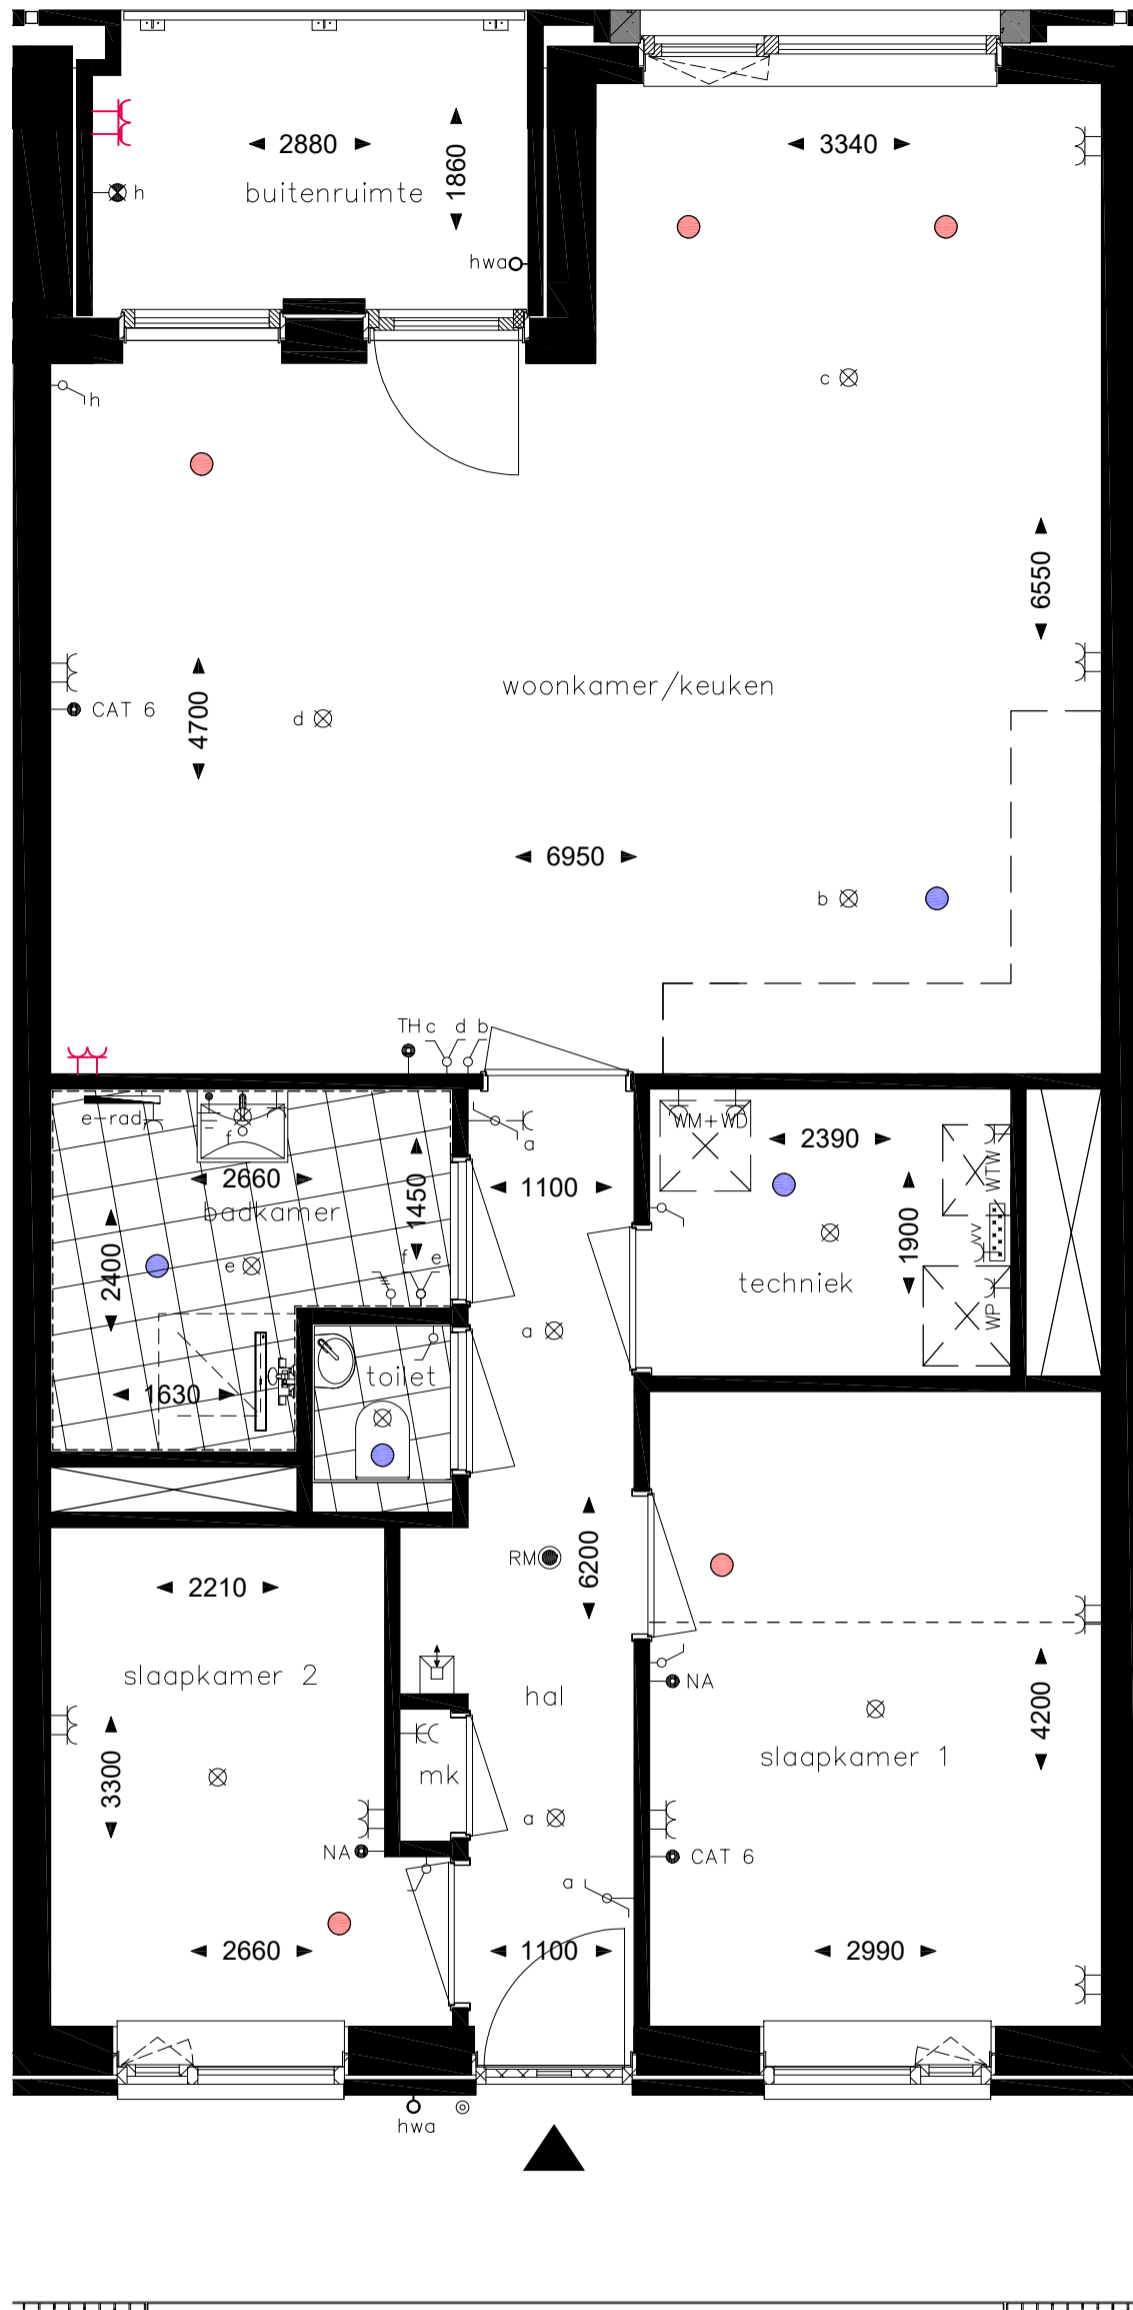 2880
1860
3340
h
buitenruimte
hwa
c
h
6550
woonkamer/keuken
4700
CAT 6
d
6950
b
TH c d b
e-rad.
f
WM+WD
a
2390
WTW
2660
1450
1100
badkamer
1900
VV
2400
e
f e
techniek
WP
a
toilet
1630
RM
6200
2210
slaapkamer 2
NA
hal
4200
3300
mk
slaapkamer 1
a
NA
CAT 6
a
2660
1100
2990
hwa